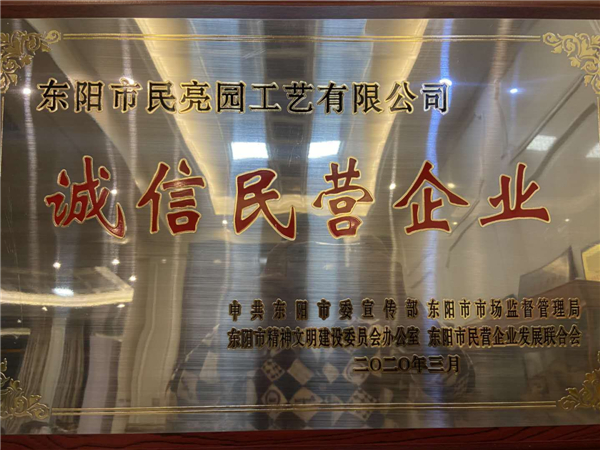 东阳市民亮园工艺有限公司
诚信民营企业
中共东阳市委宣传部 东阳市市场监督管理局
东阳市精神文明建设委员会办公室 东阳市民营企业发展联合会
二〇二〇年三月